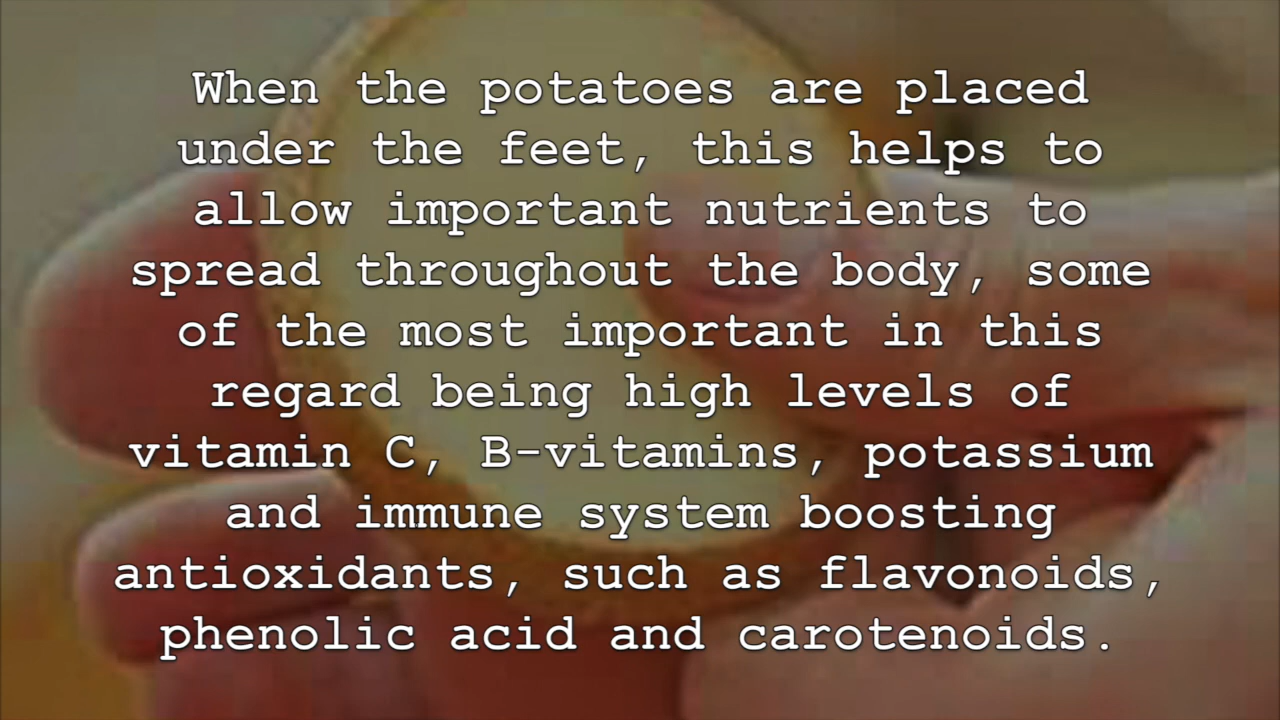 When the potatoes are placed
under the feet, this helps to
allow important nutrients to
spread throughout the body, some
of the most important in this
regard being high levels of
vitamin C, B-vitamins, potassium
and immune system boosting
antioxidants, such as flavonoids,
phenolic acid and carotenoids.